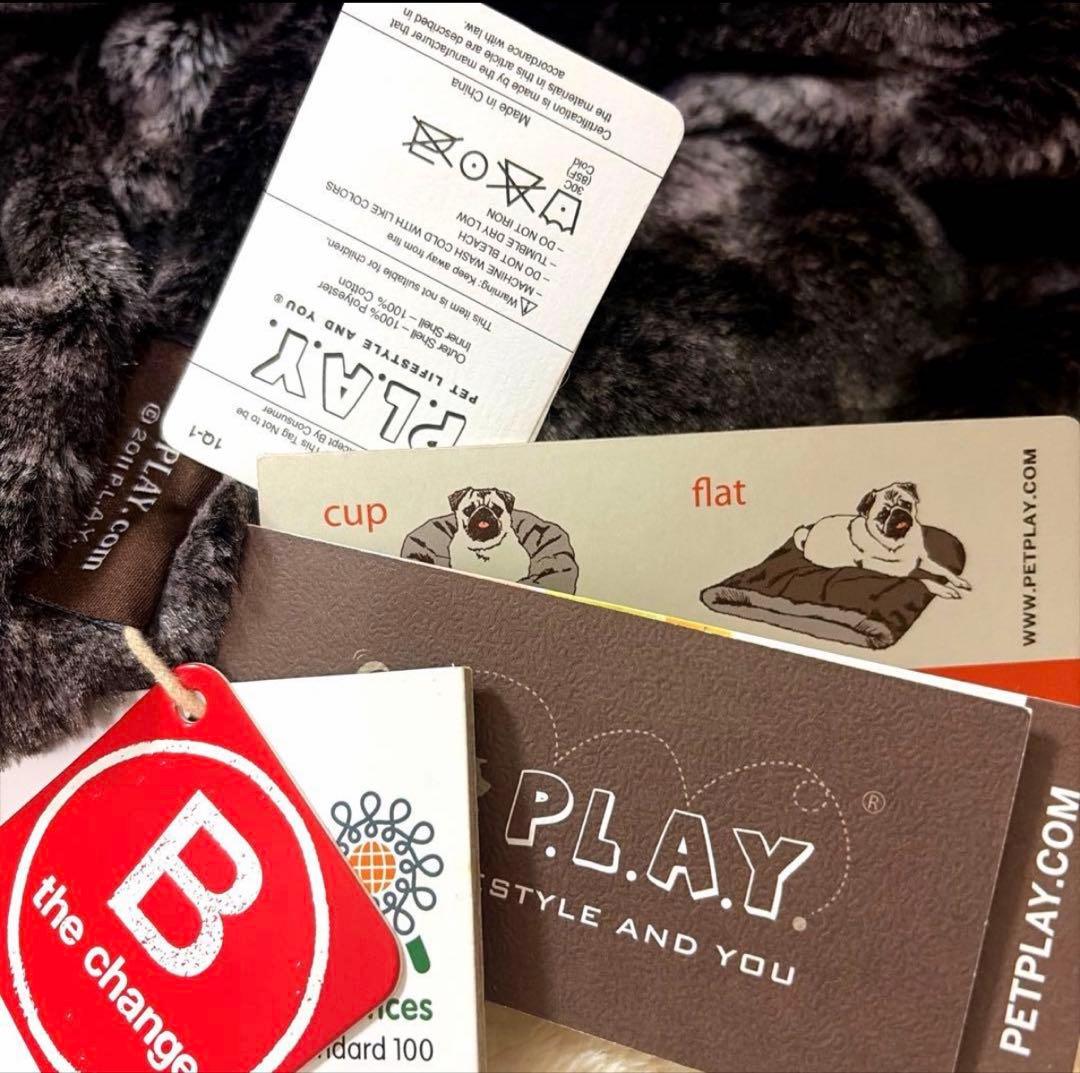 This Tag Not to be
cept By Consumer
1Q-1
P.L.A.Y.
PET LIFESTYLE AND YOU ®
Outer Shell – 100% Polyester
Inner Shell – 100% Cotton
This item is not suitable for children.
Warning: Keep away from fire
– MACHINE WASH COLD WITH LIKE COLORS
– DO NOT BLEACH
– TUMBLE DRY LOW
– DO NOT IRON
30C
(85F)
Cold
Made in China
Certification is made by the manufacturer that
the materials in this article are described in
accordance with law.
PLAY.com
© 2011 P.L.A.Y.
cup
flat
WWW.PETPLAY.COM
P.L.A.Y.
®
STYLE AND YOU
PETPLAY.COM
B
the change
nces
ndard 100